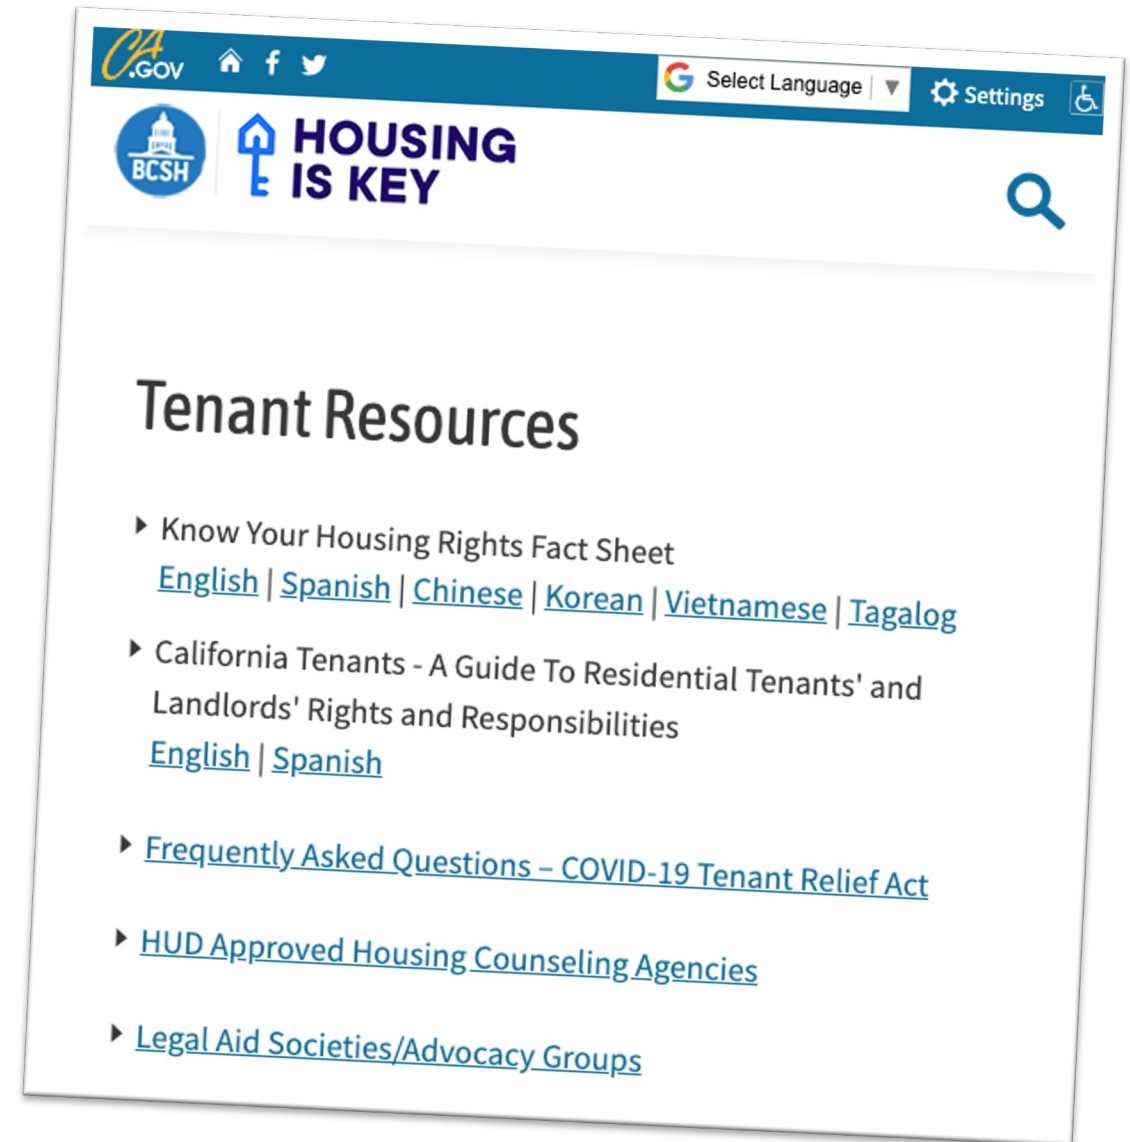 CA.GOV
Select Language | ▼
Settings
BCSH
HOUSING
IS KEY
Tenant Resources
Know Your Housing Rights Fact Sheet
English | Spanish | Chinese | Korean | Vietnamese | Tagalog
California Tenants - A Guide To Residential Tenants' and
Landlords' Rights and Responsibilities
English | Spanish
Frequently Asked Questions – COVID-19 Tenant Relief Act
HUD Approved Housing Counseling Agencies
Legal Aid Societies/Advocacy Groups